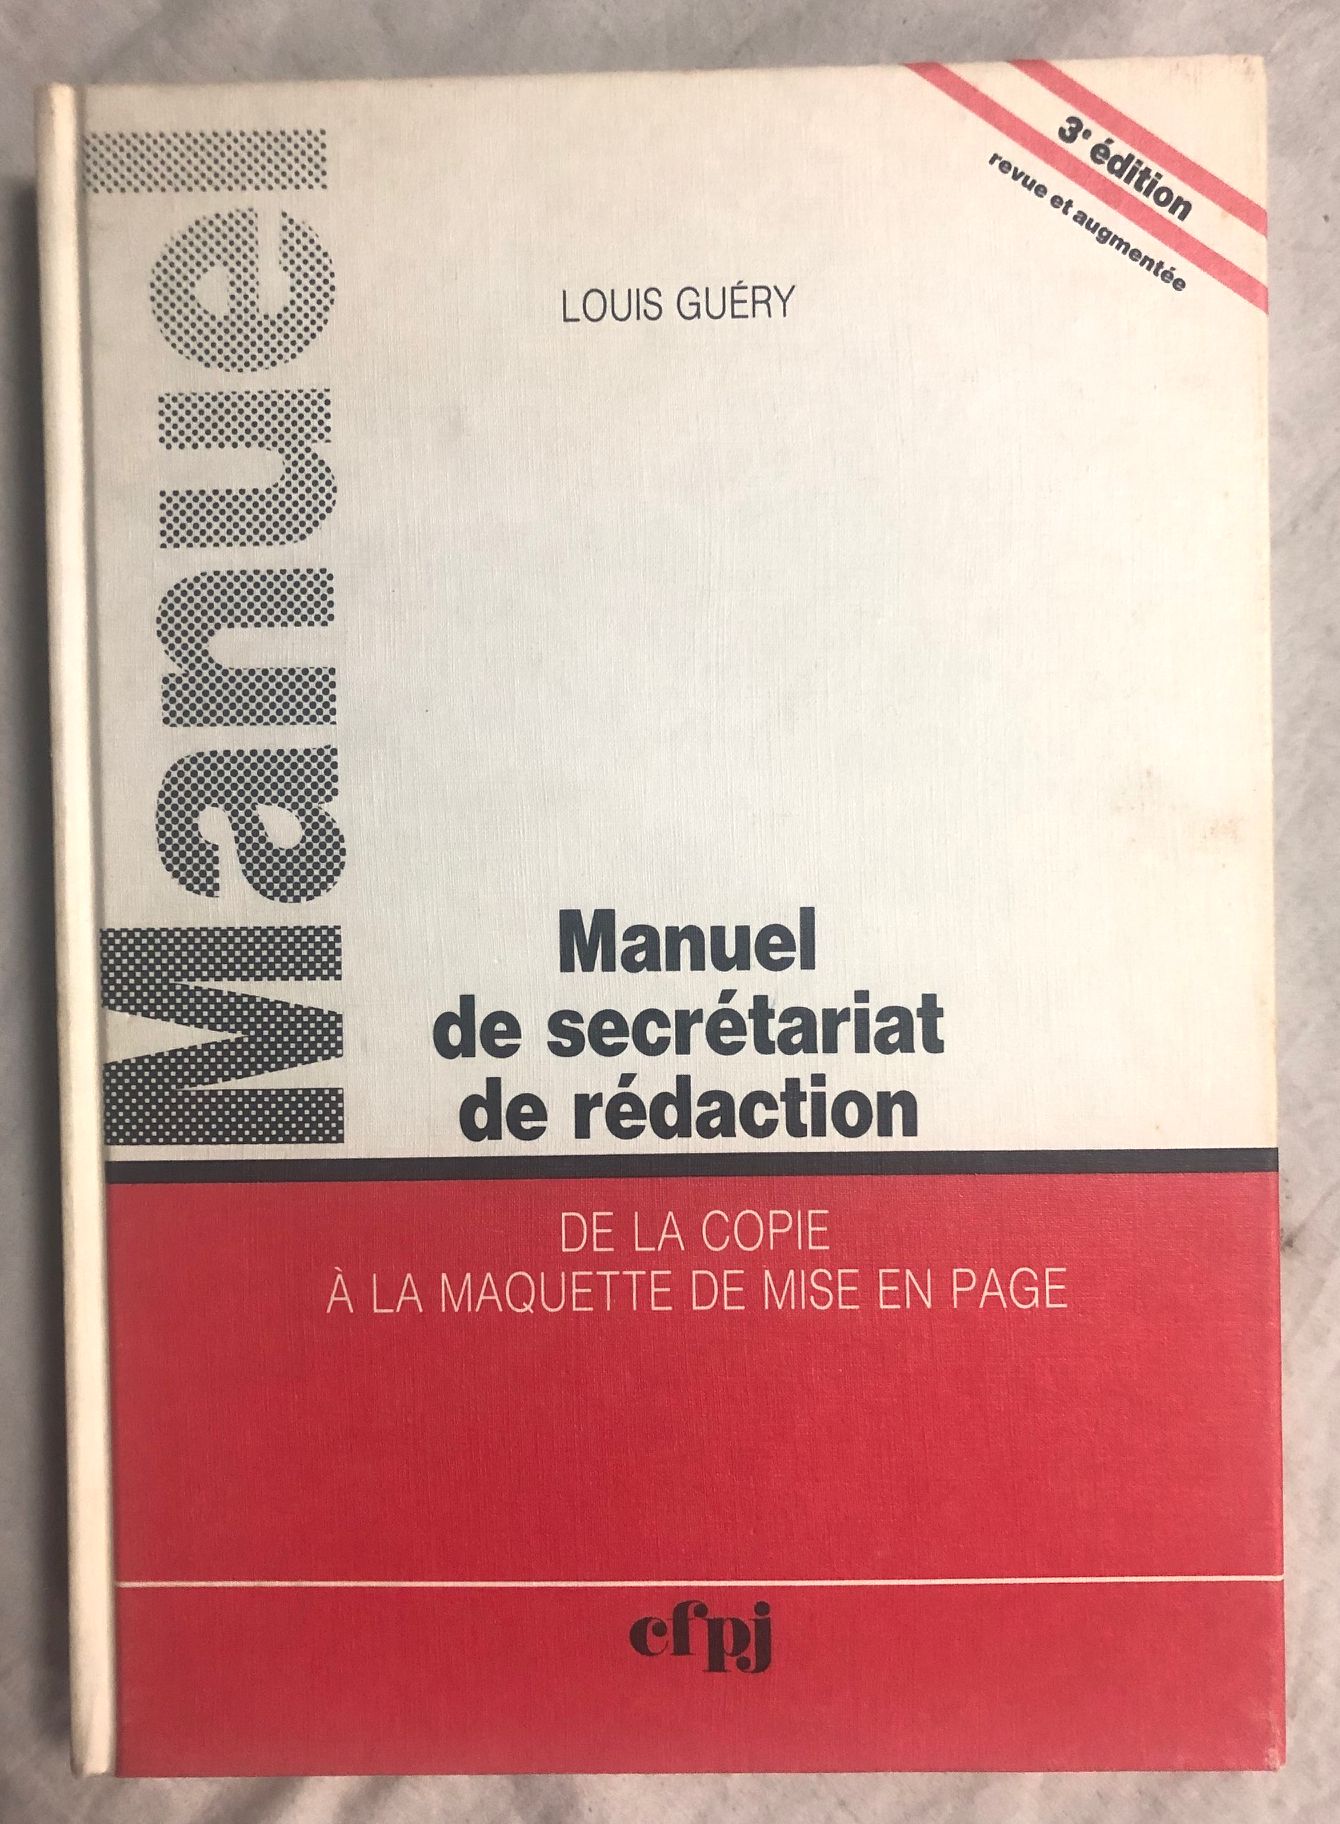 3e édition
revue et augmentée
LOUIS GUÉRY
Manuel
Manuel
de secrétariat
de rédaction
DE LA COPIE
À LA MAQUETTE DE MISE EN PAGE
cfpj